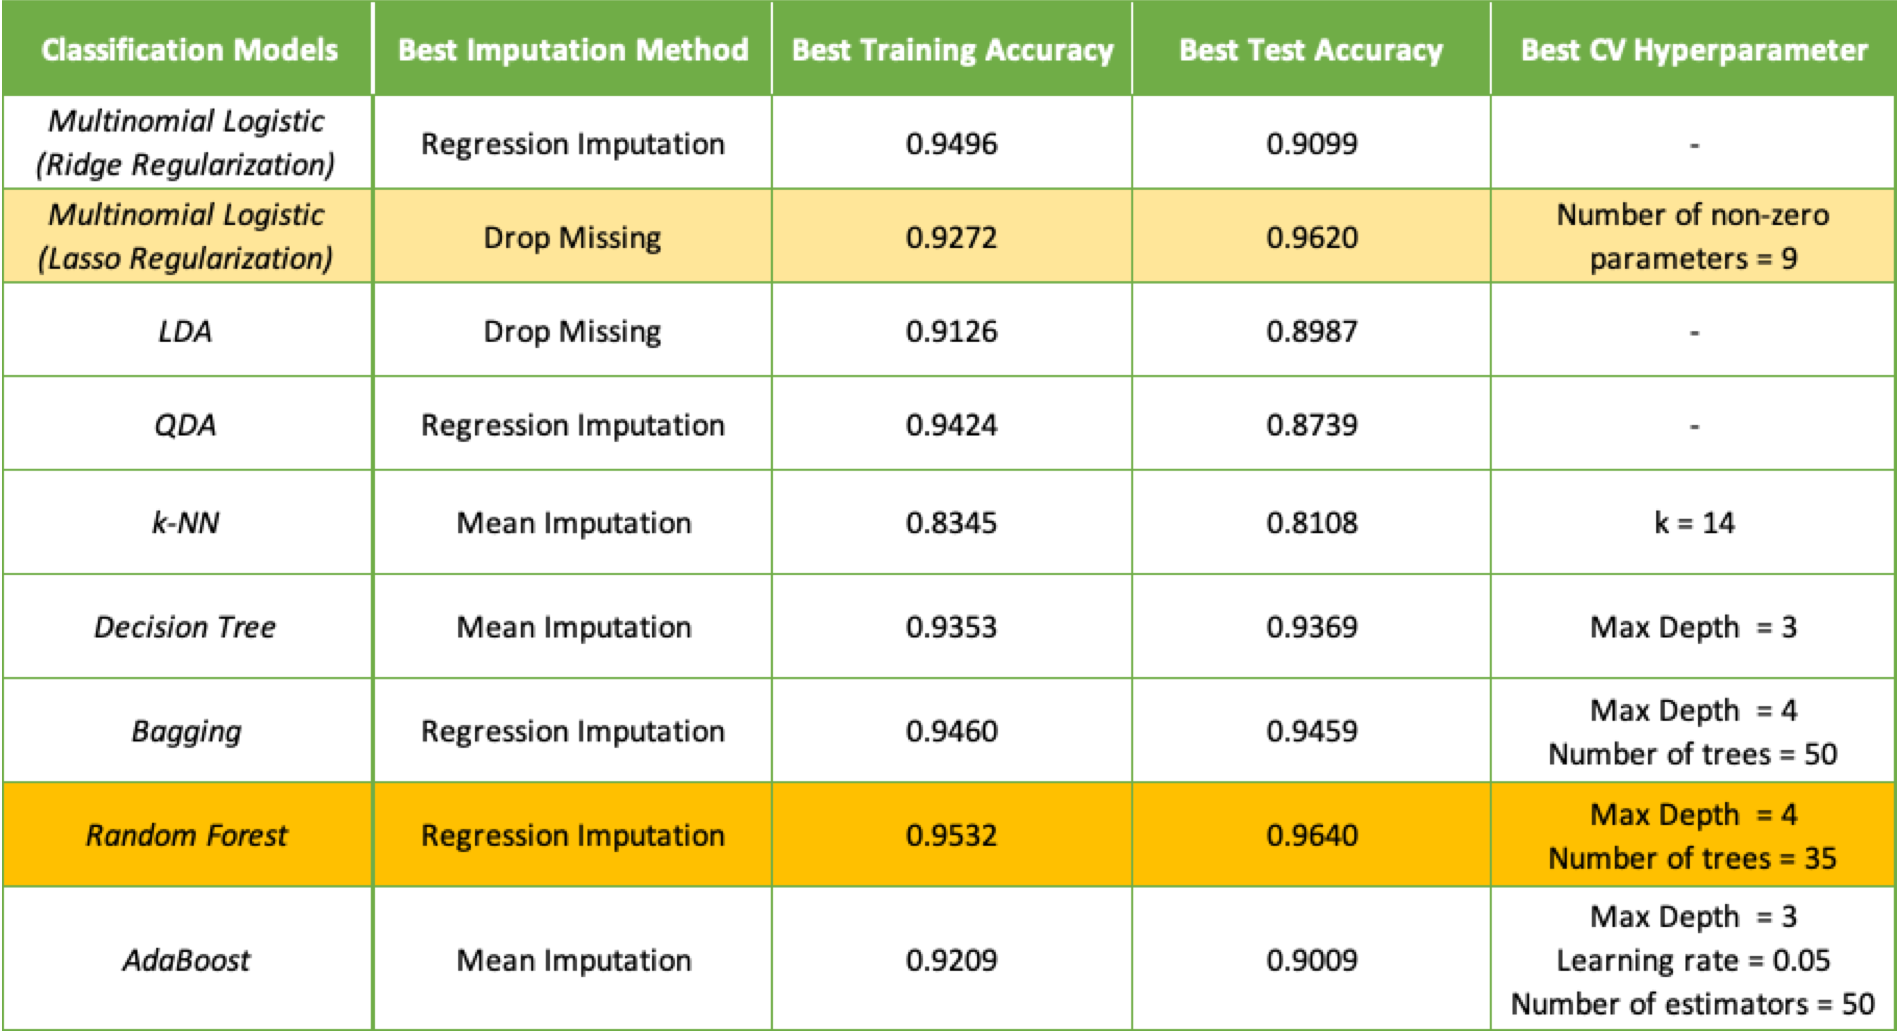 Classification Models Best Imputation Method Best Training Accuracy Best Test Accuracy Best CV Hyperparameter
Multinomial Logistic
(Ridge Regularization) Regression Imputation 0.9496 0.9099 -
Multinomial Logistic
(Lasso Regularization) Drop Missing 0.9272 0.9620 Number of non-zero
parameters = 9
LDA Drop Missing 0.9126 0.8987 -
QDA Regression Imputation 0.9424 0.8739 -
k-NN Mean Imputation 0.8345 0.8108 k = 14
Decision Tree Mean Imputation 0.9353 0.9369 Max Depth = 3
Bagging Regression Imputation 0.9460 0.9459 Max Depth = 4
Number of trees = 50
Random Forest Regression Imputation 0.9532 0.9640 Max Depth = 4
Number of trees = 35
AdaBoost Mean Imputation 0.9209 0.9009 Max Depth = 3
Learning rate = 0.05
Number of estimators = 50